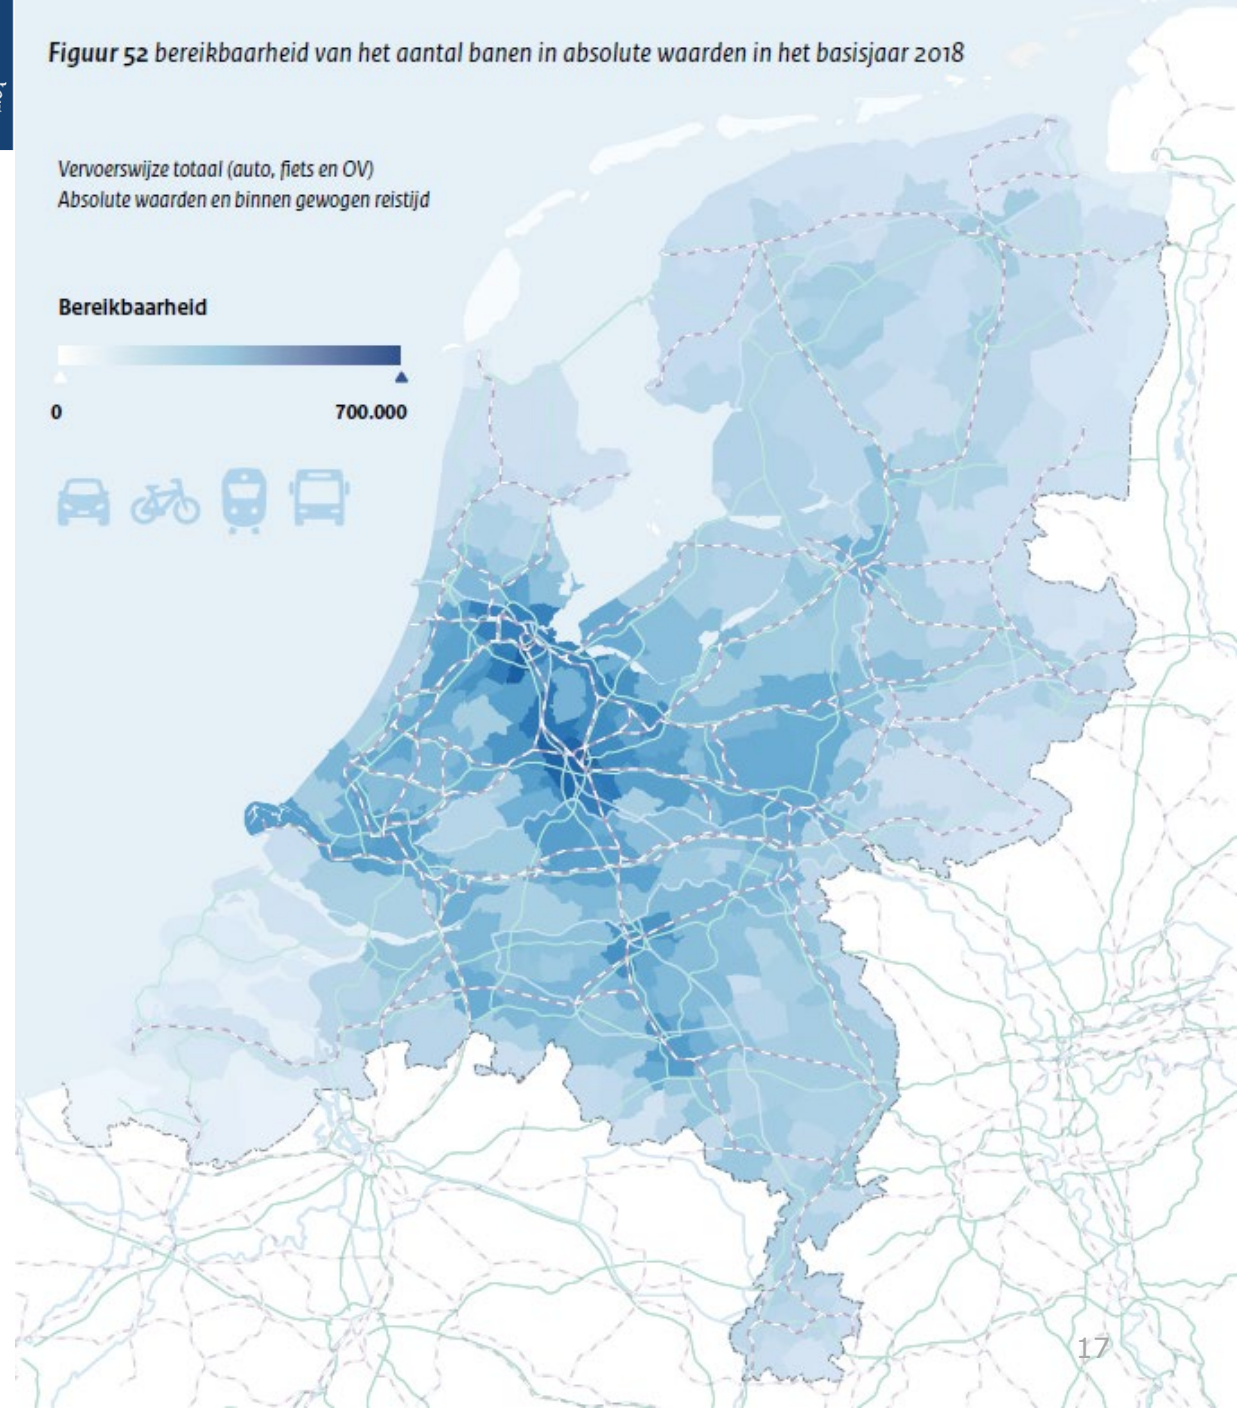 Figuur 52 bereikbaarheid van het aantal banen in absolute waarden in het basisjaar 2018
Vervoerswijze totaal (auto, fiets en OV)
Absolute waarden en binnen gewogen reistijd
Bereikbaarheid
0 700.000
17